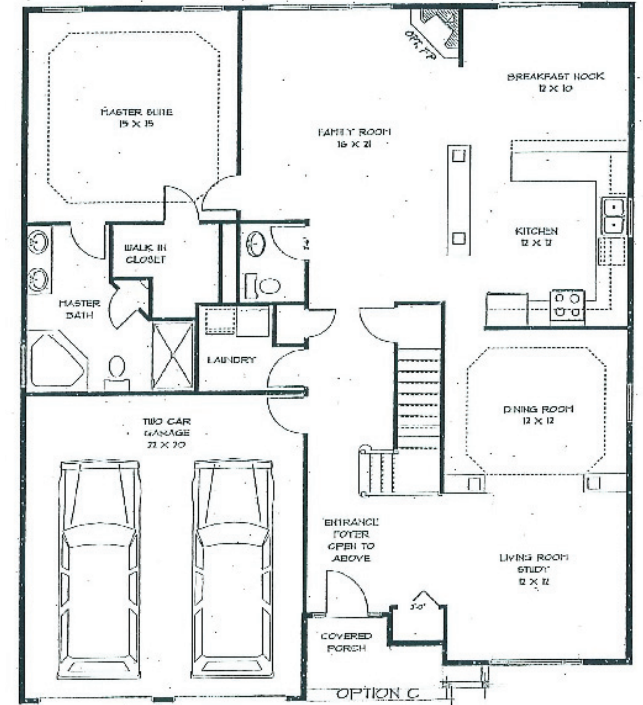 OPT. F.P.
BREAKFAST NOOK
12 X 10
MASTER SUITE
15 X 15
FAMILY ROOM
16 X 21
KITCHEN
12 X 12
WALK IN
CLOSET
MASTER
BATH
LAUNDRY
DINING ROOM
12 X 12
TWO CAR
GARAGE
22 X 20
ENTRANCE
FOYER
OPEN TO
ABOVE
LIVING ROOM
STUDY
12 X 12
3'-0"
COVERED
PORCH
OPTION C